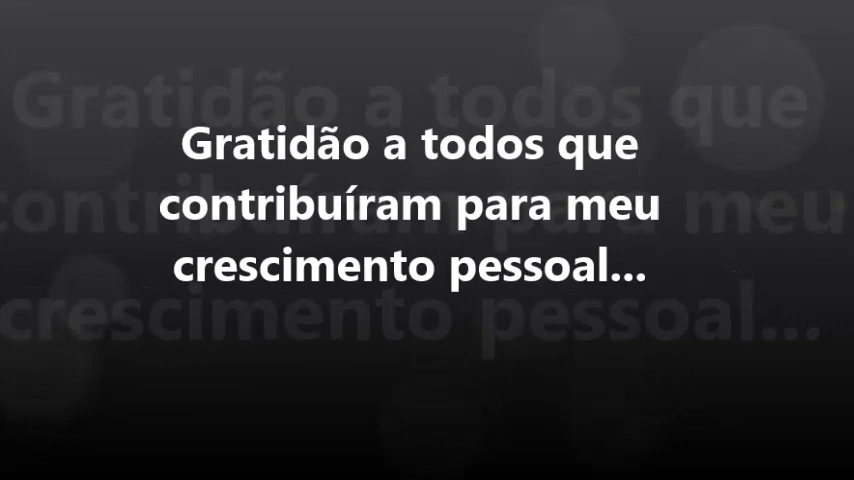 Gratidão a todos que
contribuíram para meu
crescimento pessoal...